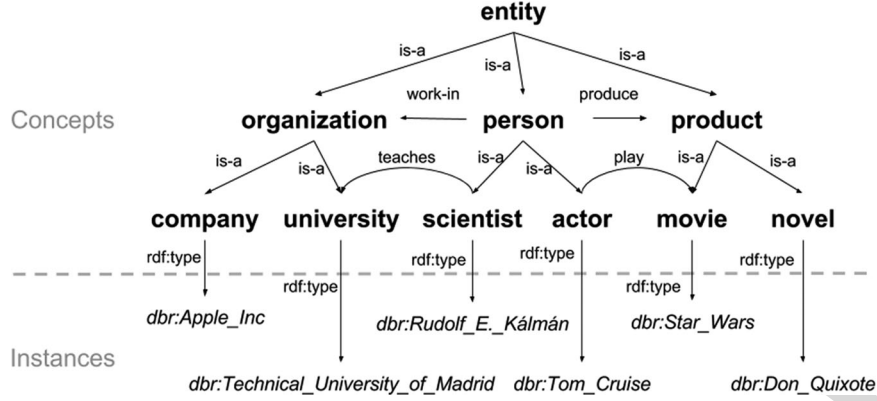 entity
is-a is-a is-a
work-in produce
Concepts organization person product
is-a is-a teaches is-a is-a play is-a is-a
company university scientist actor movie novel
rdf:type rdf:type rdf:type rdf:type rdf:type rdf:type
dbr:Apple_Inc dbr:Rudolf_E._Kálmán dbr:Star_Wars
Instances
dbr:Technical_University_of_Madrid dbr:Tom_Cruise dbr:Don_Quixote